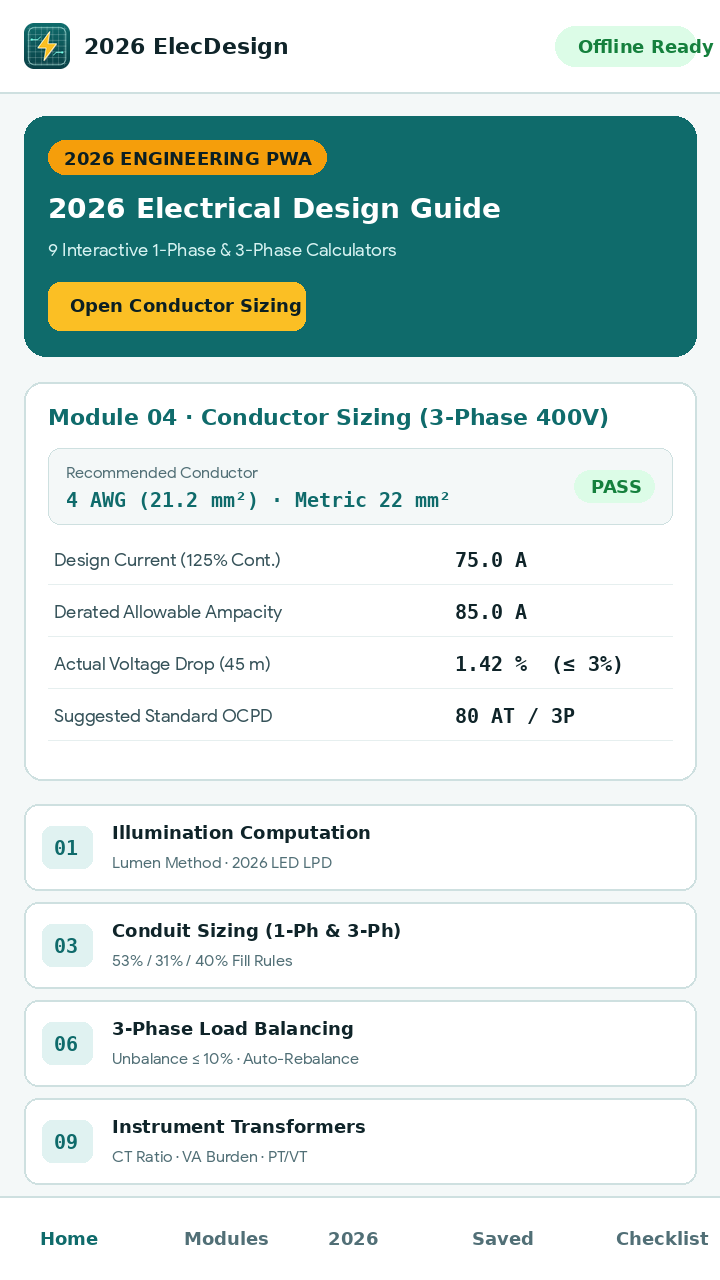 2026 ElecDesign
Offline Ready
2026 ENGINEERING PWA
2026 Electrical Design Guide
9 Interactive 1-Phase & 3-Phase Calculators
Open Conductor Sizing
Module 04 · Conductor Sizing (3-Phase 400V)
Recommended Conductor
4 AWG (21.2 mm²) · Metric 22 mm²
PASS
Design Current (125% Cont.) 75.0 A
Derated Allowable Ampacity 85.0 A
Actual Voltage Drop (45 m) 1.42 % (≤ 3%)
Suggested Standard OCPD 80 AT / 3P
01
Illumination Computation
Lumen Method · 2026 LED LPD
03
Conduit Sizing (1-Ph & 3-Ph)
53% / 31% / 40% Fill Rules
06
3-Phase Load Balancing
Unbalance ≤ 10% · Auto-Rebalance
09
Instrument Transformers
CT Ratio · VA Burden · PT/VT
Home Modules 2026 Saved Checklist